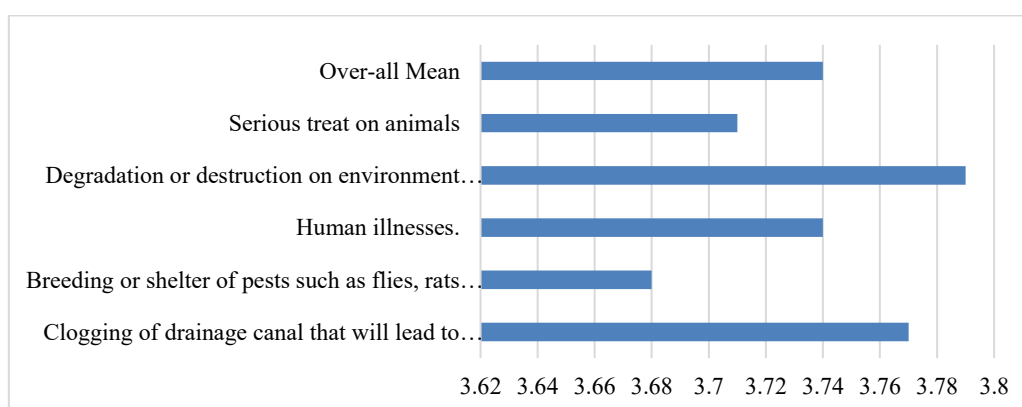 Over-all Mean
Serious treat on animals
Degradation or destruction on environment…
Human illnesses.
Breeding or shelter of pests such as flies, rats…
Clogging of drainage canal that will lead to…
3.62 3.64 3.66 3.68 3.7 3.72 3.74 3.76 3.78 3.8